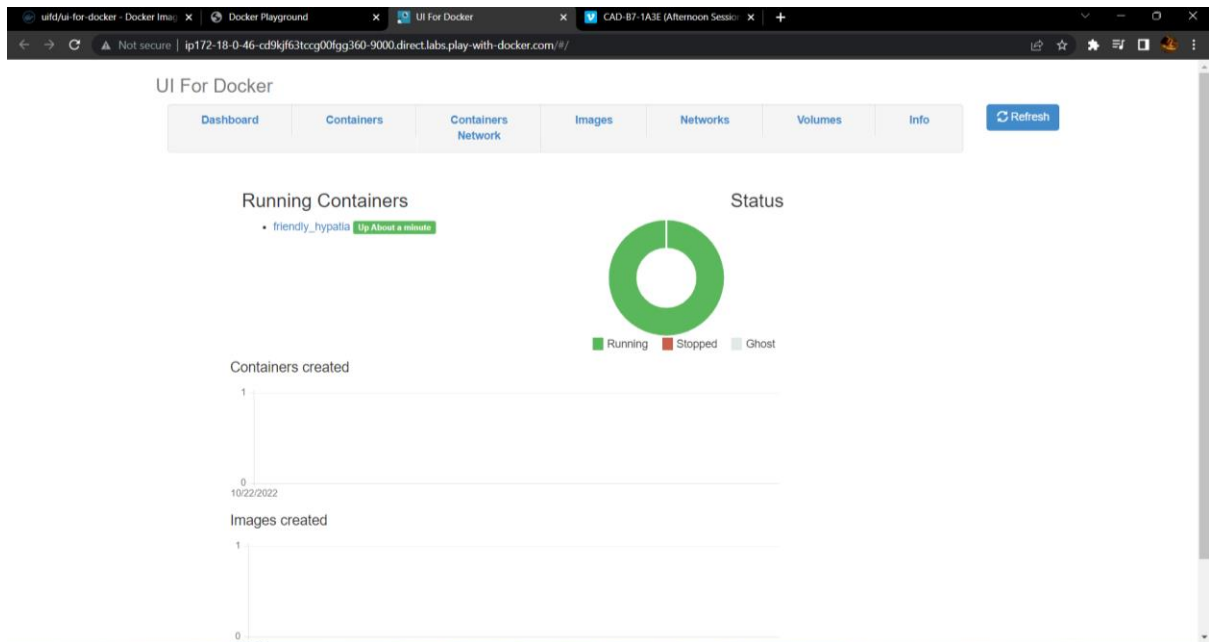 uifd/ui-for-docker - Docker Imag
Docker Playground
UI For Docker
CAD-B7-1A3E (Afternoon Session
Not secure | ip172-18-0-46-cd9kjf63tccg00fgg360-9000.direct.labs.play-with-docker.com/#/
UI For Docker
Dashboard
Containers
Containers
Network
Images
Networks
Volumes
Info
Refresh
Running Containers
friendly_hypatia Up About a minute
Status
Running Stopped Ghost
Containers created
1
0
10/22/2022
Images created
1
0